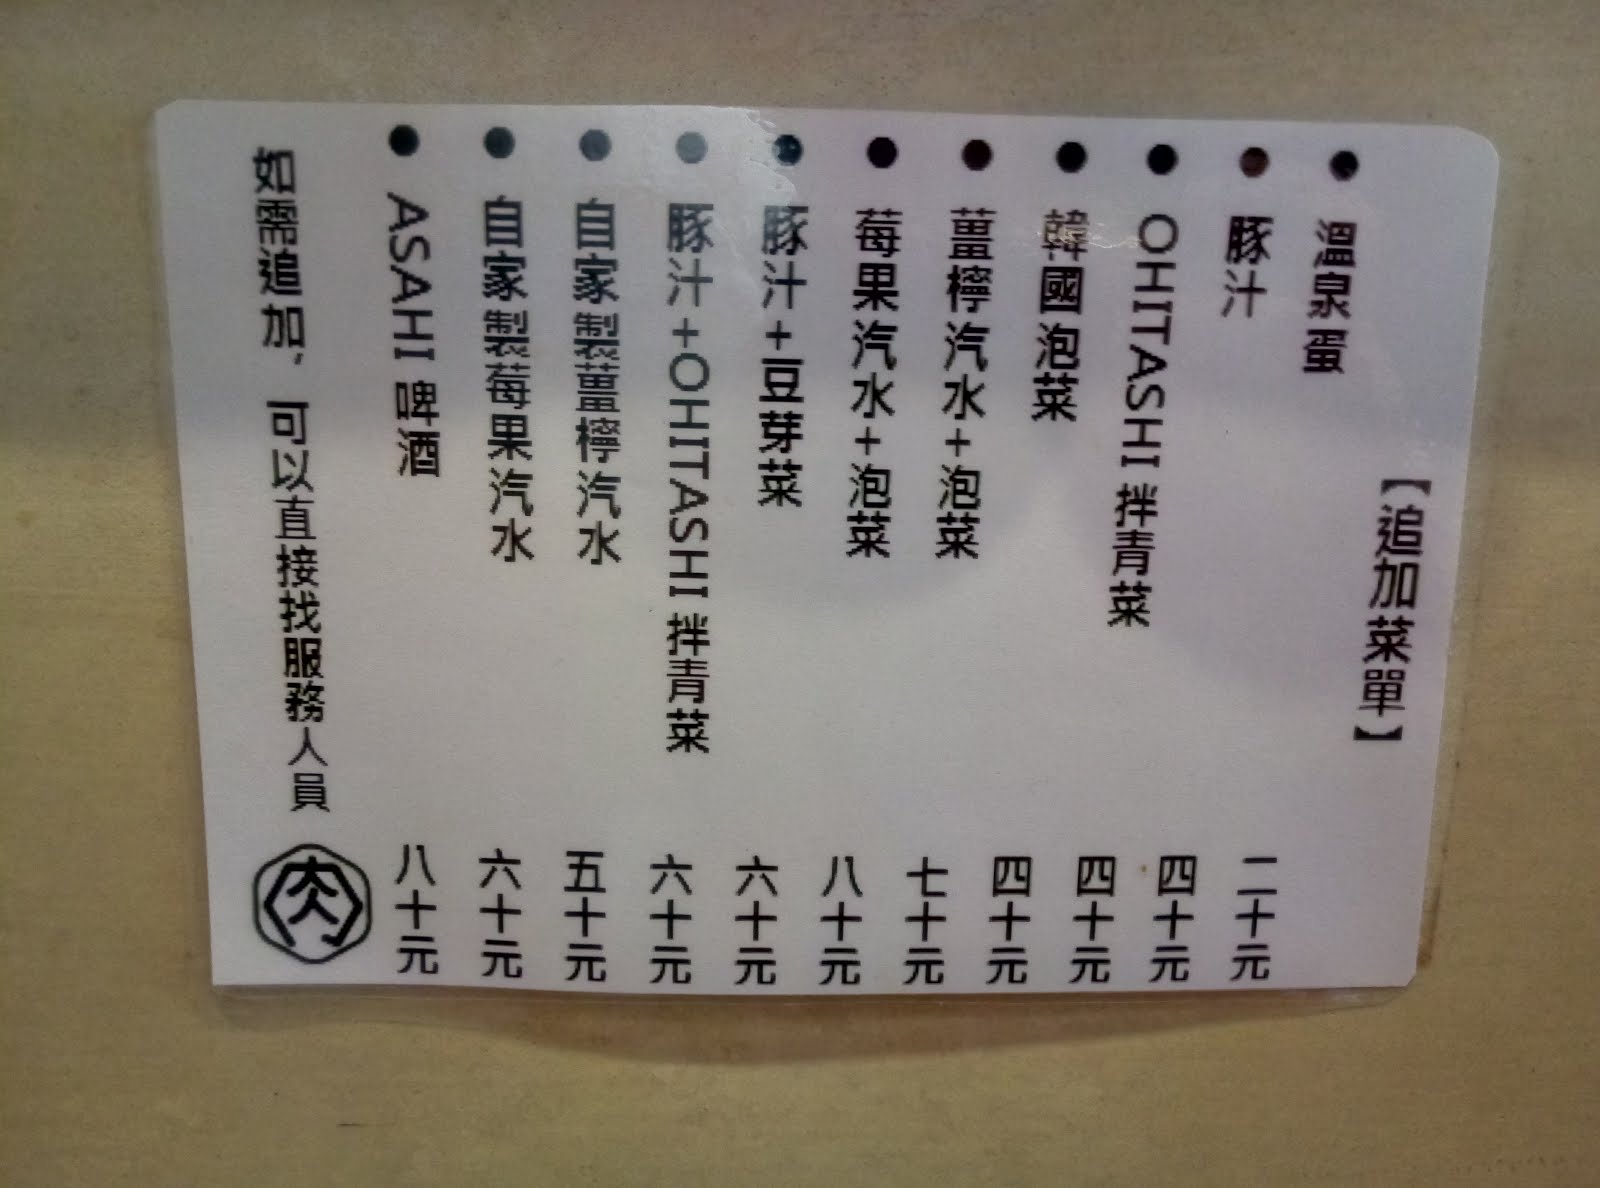 【追加菜單】
• 溫泉蛋 二十元
• 豚汁 四十元
• OHITASHI 拌青菜 四十元
• 韓國泡菜 四十元
• 薑檸汽水+泡菜 七十元
• 莓果汽水+泡菜 八十元
• 豚汁+豆芽菜 六十元
• 豚汁+OHITASHI 拌青菜 六十元
• 自家製薑檸汽水 五十元
• 自家製莓果汽水 六十元
• ASAHI 啤酒 八十元
如需追加，可以直接找服務人員
肉